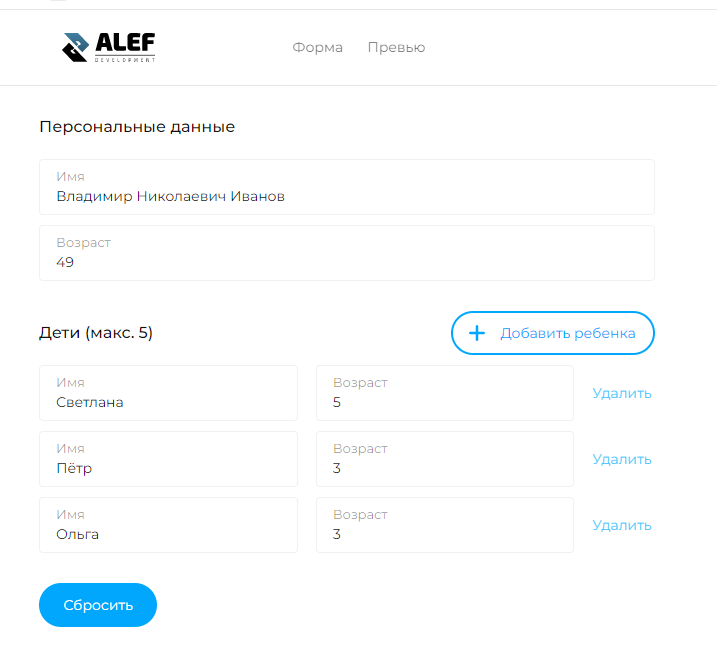 ALEF
DEVELOPMENT
Форма Превью
Персональные данные
Имя
Владимир Николаевич Иванов
Возраст
49
Дети (макс. 5)
+ Добавить ребенка
Имя Возраст
Светлана 5 Удалить
Имя Возраст
Пётр 3 Удалить
Имя Возраст
Ольга 3 Удалить
Сбросить